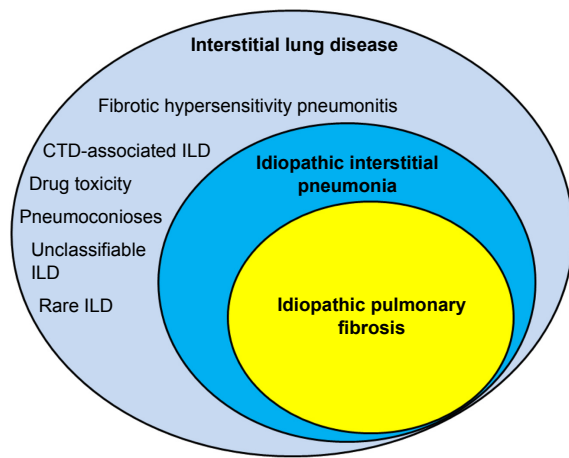 Interstitial lung disease
Fibrotic hypersensitivity pneumonitis
CTD-associated ILD
Drug toxicity
Pneumoconioses
Unclassifiable
ILD
Rare ILD
Idiopathic interstitial
pneumonia
Idiopathic pulmonary
fibrosis